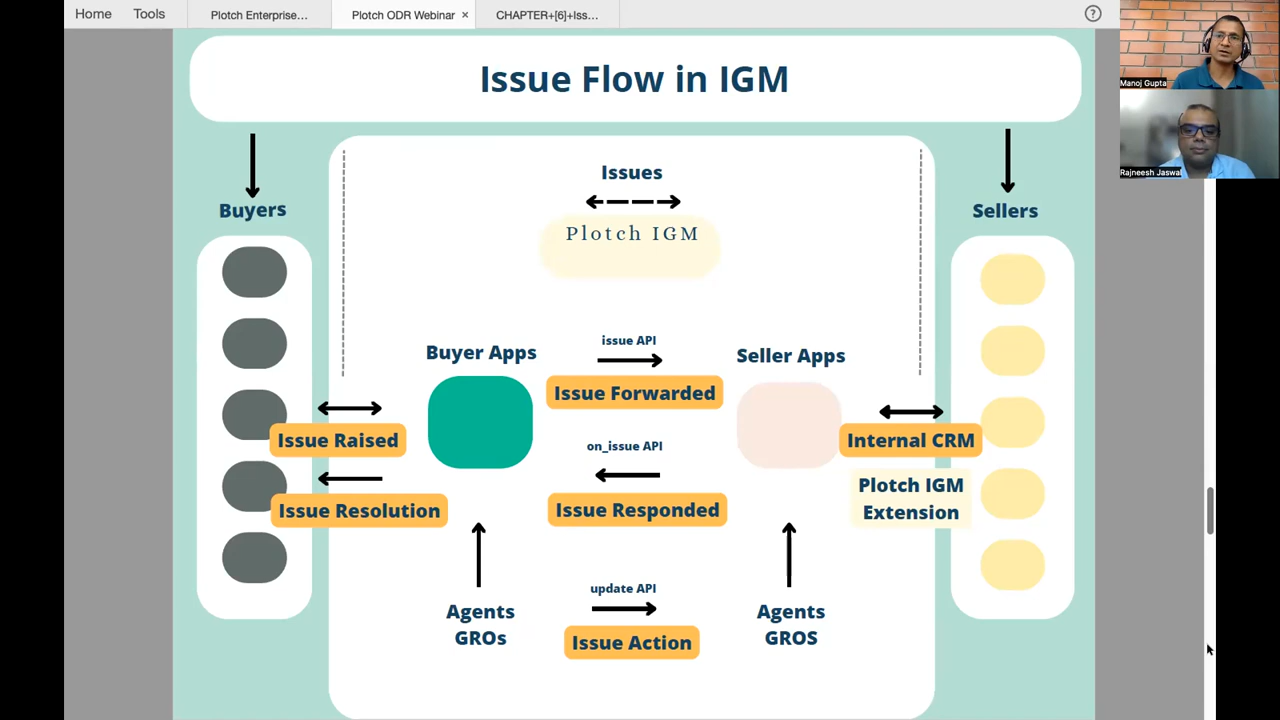 Home
Tools
Plotch Enterprise...
Plotch ODR Webinar
×
CHAPTER+[6]+Iss...
?
Manoj Gupta
Rajneesh Jaswal
Issue Flow in IGM
Buyers
Sellers
Issues
Plotch IGM
Buyer Apps
issue API
Seller Apps
Issue Forwarded
Issue Raised
on_issue API
Internal CRM
Issue Resolution
Issue Responded
Plotch IGM
Extension
update API
Agents
GROs
Issue Action
Agents
GROS